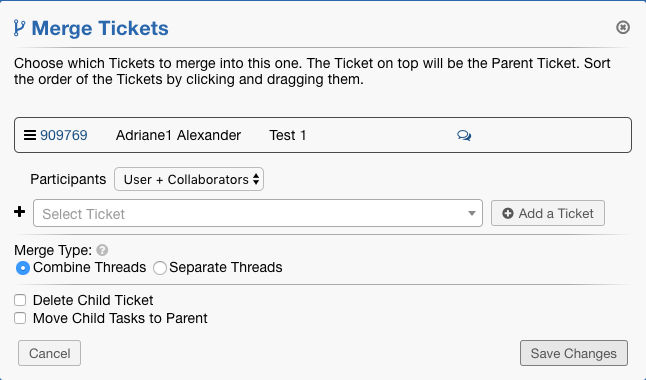 Merge Tickets
Choose which Tickets to merge into this one. The Ticket on top will be the Parent Ticket. Sort
the order of the Tickets by clicking and dragging them.
909769 Adriane1 Alexander Test 1
Participants User + Collaborators
Select Ticket Add a Ticket
Merge Type: ?
Combine Threads Separate Threads
Delete Child Ticket
Move Child Tasks to Parent
Cancel Save Changes